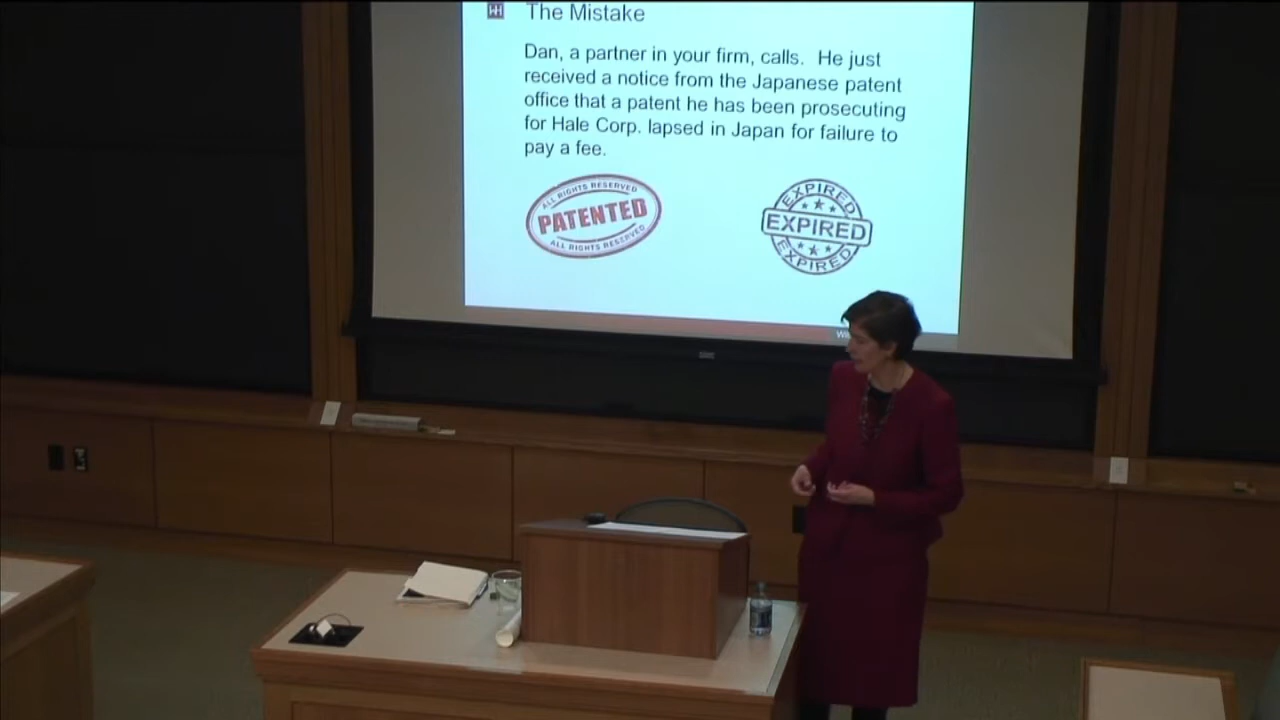 The Mistake
Dan, a partner in your firm, calls. He just
received a notice from the Japanese patent
office that a patent he has been prosecuting
for Hale Corp. lapsed in Japan for failure to
pay a fee.
ALL RIGHTS RESERVED
PATENTED
ALL RIGHTS RESERVED
EXPIRED
EXPIRED
EXPIRED